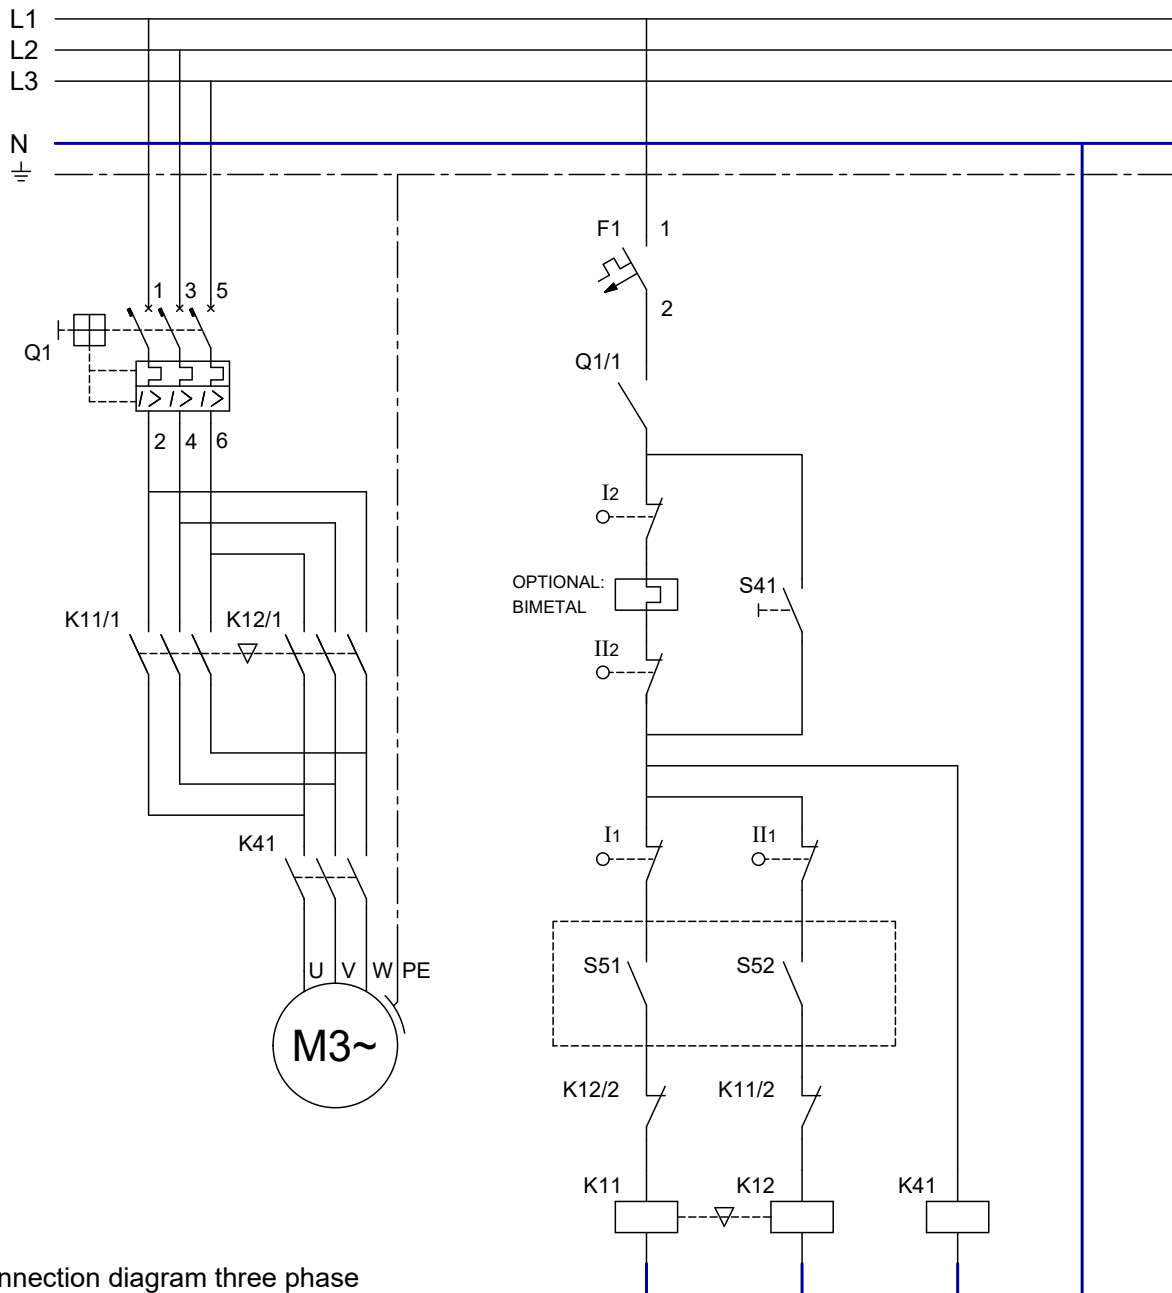 L1
L2
L3
N
F1 1
1 3 5
2
Q1
Q1/1
2 4 6
I2
OPTIONAL:
BIMETAL
S41
K11/1 K12/1
II2
K41
I1 II1
U V W PE
S51 S52
M3~
K12/2 K11/2
K11 K12 K41
nnection diagram three phase